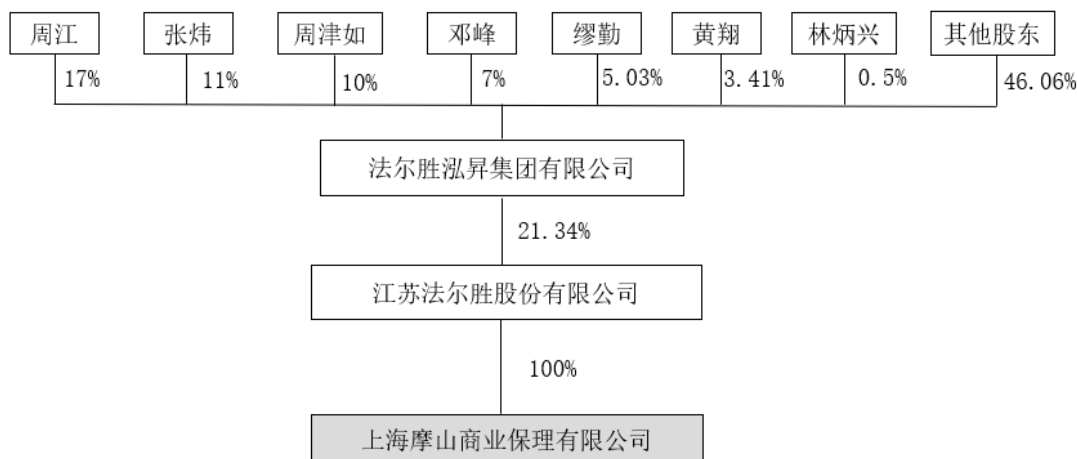 周江 张炜 周津如 邓峰 缪勤 黄翔 林炳兴 其他股东
17% 11% 10% 7% 5.03% 3.41% 0.5% 46.06%
法尔胜泓昇集团有限公司
21.34%
江苏法尔胜股份有限公司
100%
上海摩山商业保理有限公司